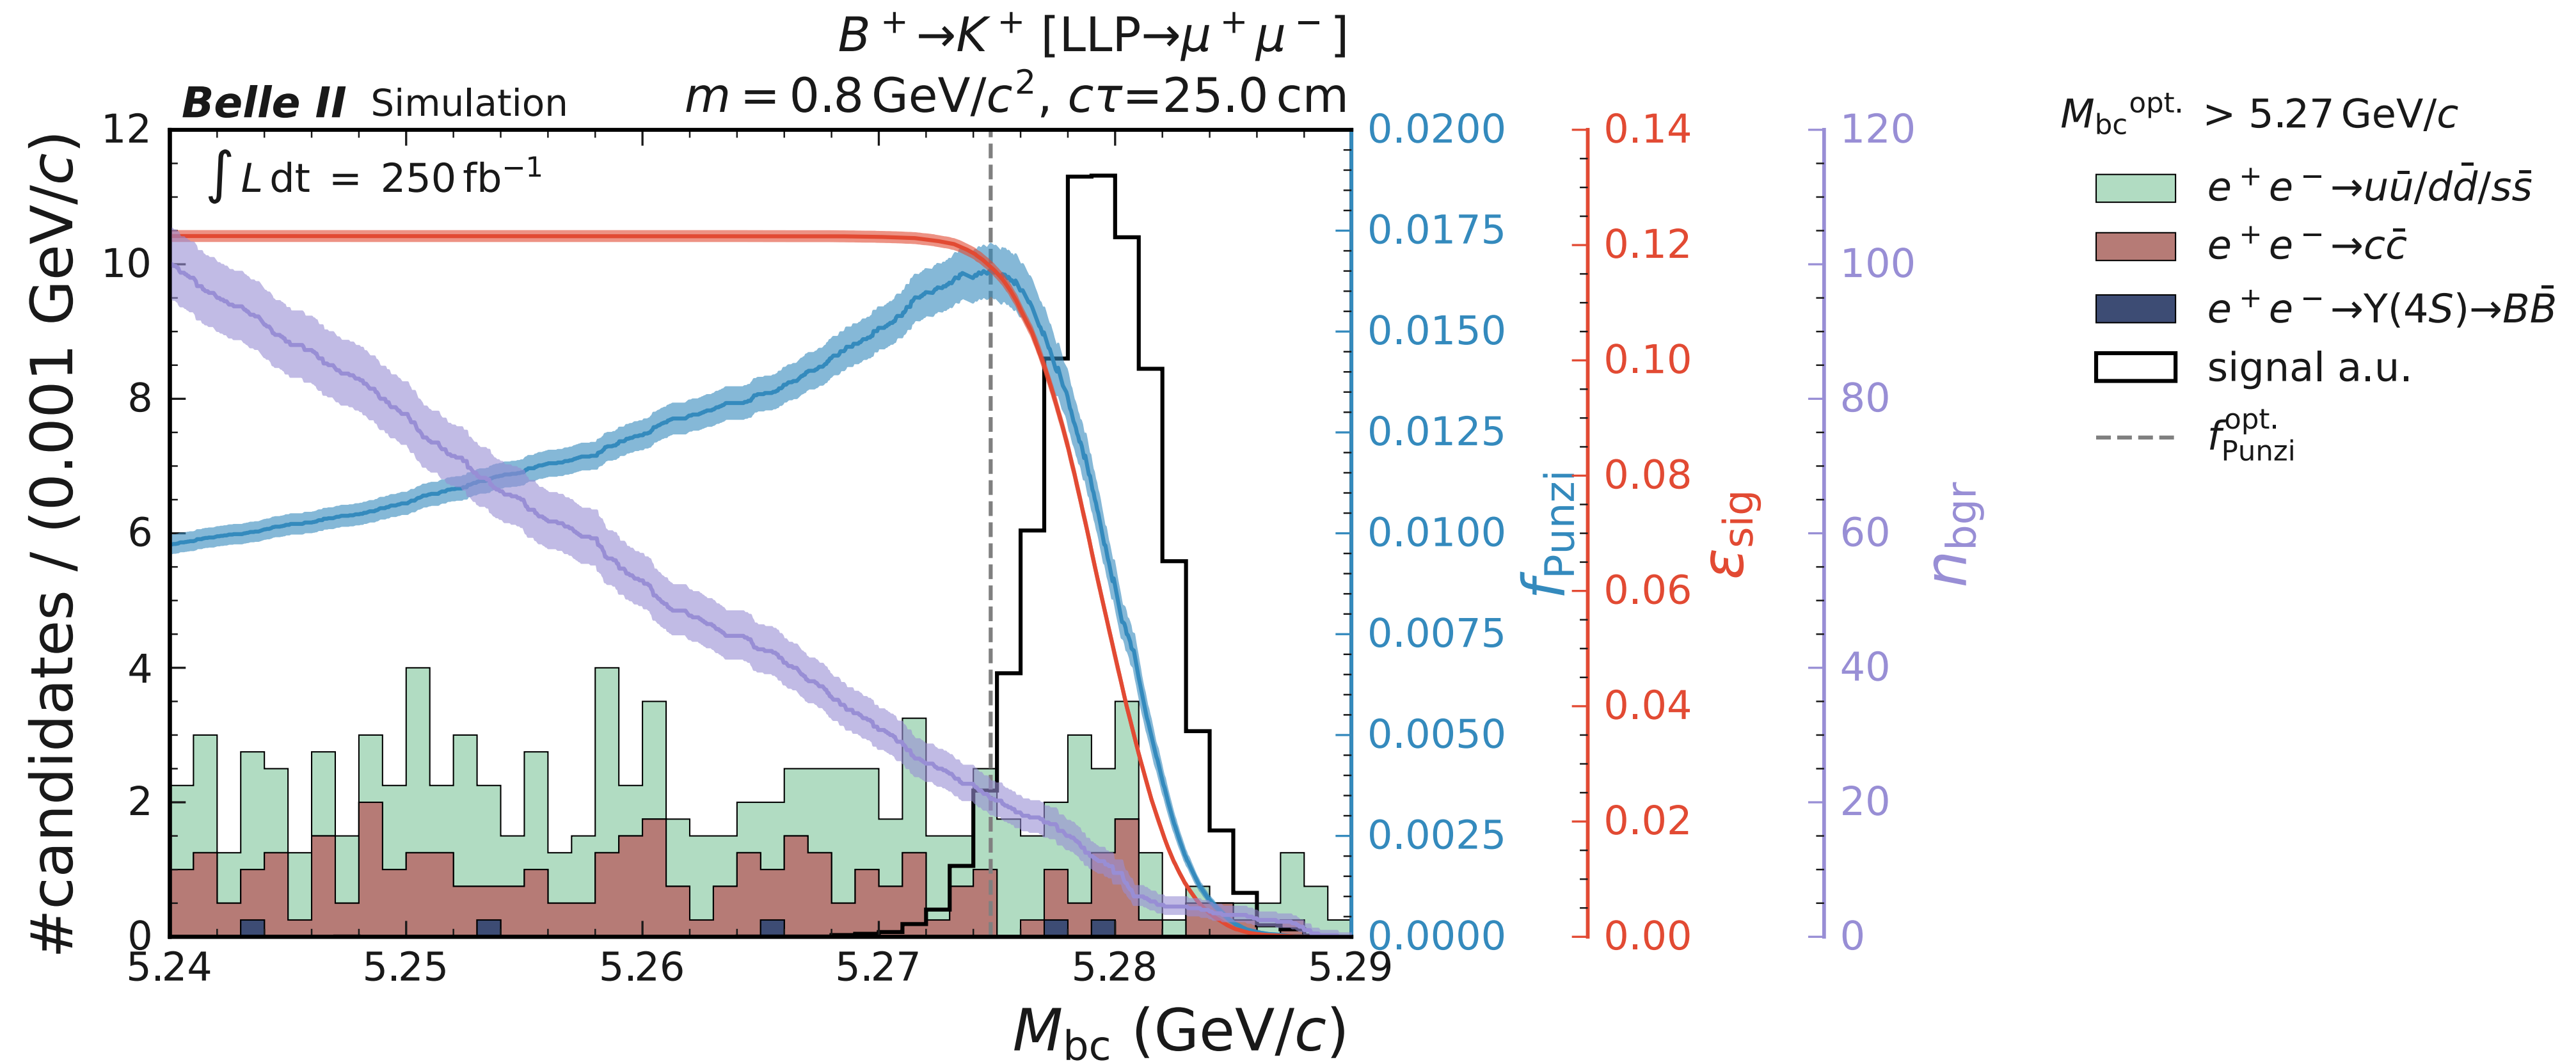 B⁺→K⁺ [LLP→μ⁺μ⁻]
Belle II Simulation m = 0.8 GeV/c², cτ=25.0 cm
∫ L dt = 250 fb⁻¹
#candidates / (0.001 GeV/c)
12
10
8
6
4
2
0
5.24 5.25 5.26 5.27 5.28 5.29
M_bc (GeV/c)
0.0200
0.0175
0.0150
0.0125
0.0100
0.0075
0.0050
0.0025
0.0000
f_Punzi
0.14
0.12
0.10
0.08
0.06
0.04
0.02
0.00
ε_sig
120
100
80
60
40
20
0
n_bgr
M_bc^opt. > 5.27 GeV/c
e⁺e⁻→uū/dd̄/ss̄
e⁺e⁻→cc̄
e⁺e⁻→Υ(4S)→BB̄
signal a.u.
f_Punzi^opt.